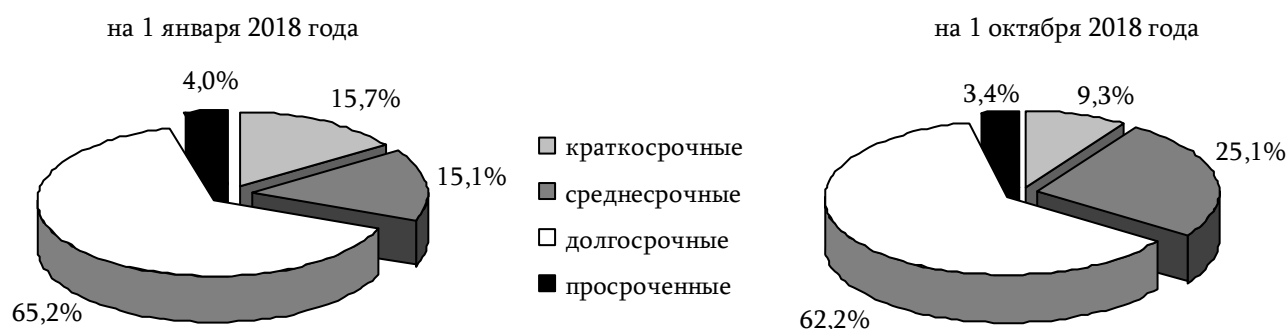 на 1 января 2018 года
4,0%
15,7%
15,1%
65,2%
краткосрочные
среднесрочные
долгосрочные
просроченные
на 1 октября 2018 года
3,4%
9,3%
25,1%
62,2%